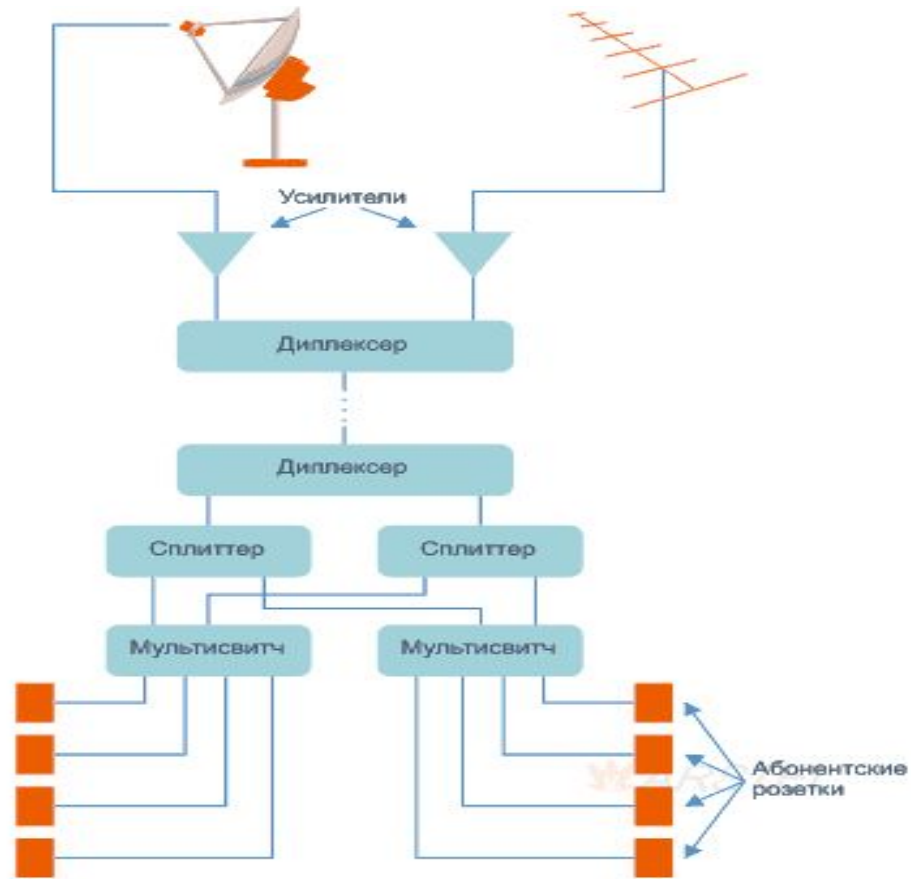 Усилители
Диплексер
Диплексер
Сплиттер
Сплиттер
Мультисвитч
Мультисвитч
Абонентские
розетки